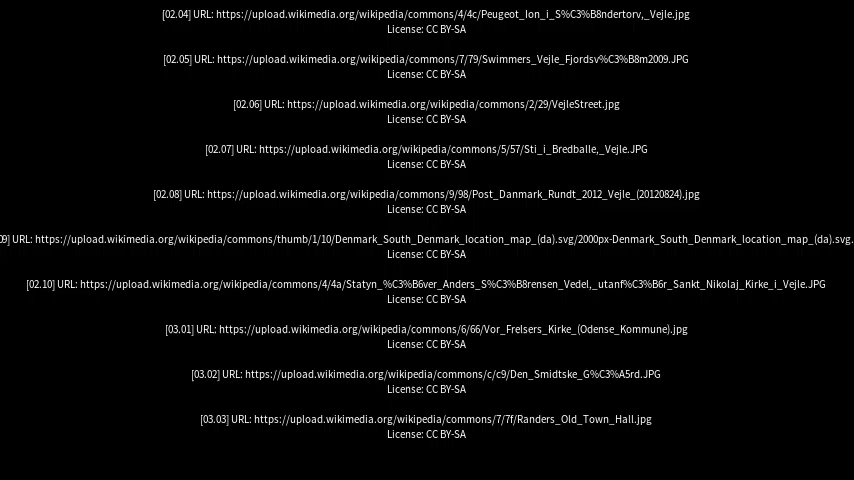 [02.04] URL: https://upload.wikimedia.org/wikipedia/commons/4/4c/Peugeot_Ion_i_S%C3%B8ndertorv,_Vejle.jpg
License: CC BY-SA
[02.05] URL: https://upload.wikimedia.org/wikipedia/commons/7/79/Swimmers_Vejle_Fjordsv%C3%B8m2009.JPG
License: CC BY-SA
[02.06] URL: https://upload.wikimedia.org/wikipedia/commons/2/29/VejleStreet.jpg
License: CC BY-SA
[02.07] URL: https://upload.wikimedia.org/wikipedia/commons/5/57/Sti_i_Bredballe,_Vejle.JPG
License: CC BY-SA
[02.08] URL: https://upload.wikimedia.org/wikipedia/commons/9/98/Post_Danmark_Rundt_2012_Vejle_(20120824).jpg
License: CC BY-SA
09] URL: https://upload.wikimedia.org/wikipedia/commons/thumb/1/10/Denmark_South_Denmark_location_map_(da).svg/2000px-Denmark_South_Denmark_location_map_(da).svg.
License: CC BY-SA
[02.10] URL: https://upload.wikimedia.org/wikipedia/commons/4/4a/Statyn_%C3%B6ver_Anders_S%C3%B8rensen_Vedel,_utanf%C3%B6r_Sankt_Nikolaj_Kirke_i_Vejle.JPG
License: CC BY-SA
[03.01] URL: https://upload.wikimedia.org/wikipedia/commons/6/66/Vor_Frelsers_Kirke_(Odense_Kommune).jpg
License: CC BY-SA
[03.02] URL: https://upload.wikimedia.org/wikipedia/commons/c/c9/Den_Smidtske_G%C3%A5rd.JPG
License: CC BY-SA
[03.03] URL: https://upload.wikimedia.org/wikipedia/commons/7/7f/Randers_Old_Town_Hall.jpg
License: CC BY-SA